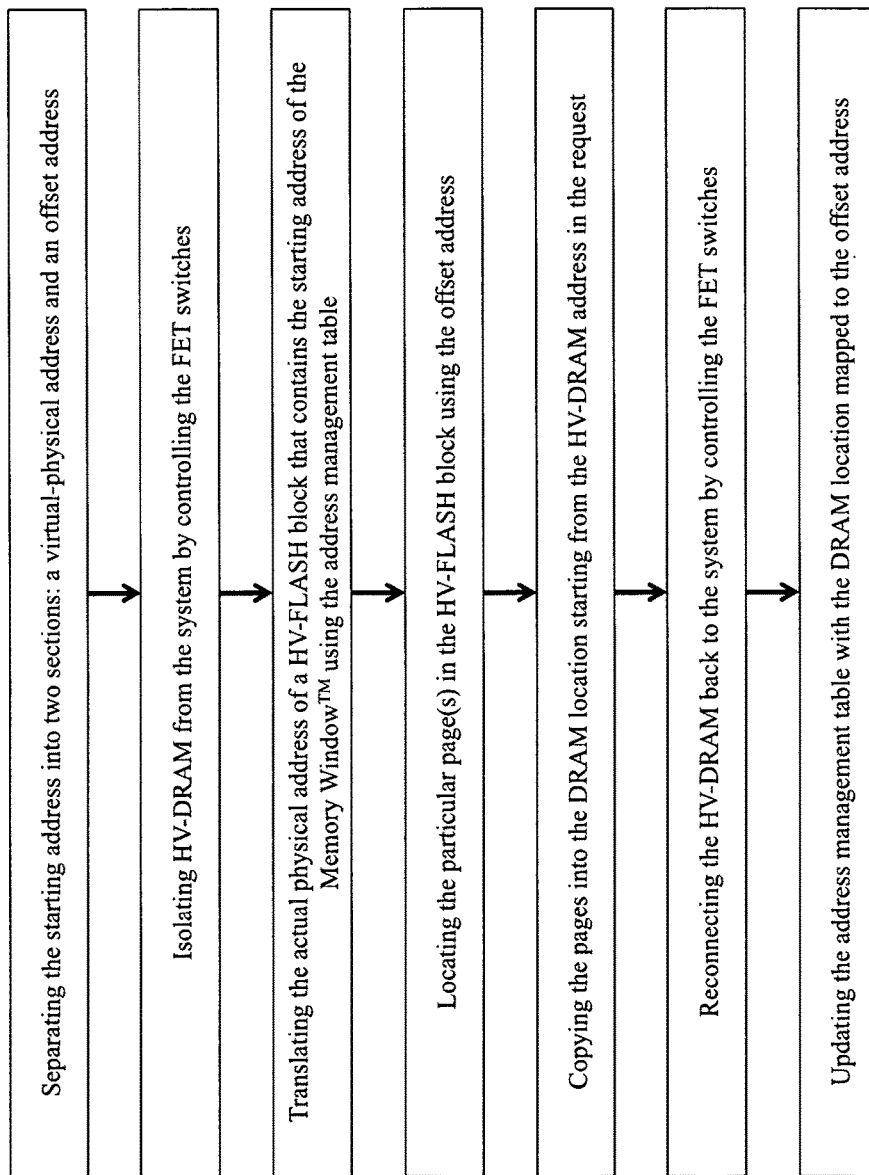 Separating the starting address into two sections: a virtual-physical address and an offset address
Isolating HV-DRAM from the system by controlling the FET switches
Translating the actual physical address of a HV-FLASH block that contains the starting address of the
Memory Window™ using the address management table
Locating the particular page(s) in the HV-FLASH block using the offset address
Copying the pages into the DRAM location starting from the HV-DRAM address in the request
Reconnecting the HV-DRAM back to the system by controlling the FET switches
Updating the address management table with the DRAM location mapped to the offset address